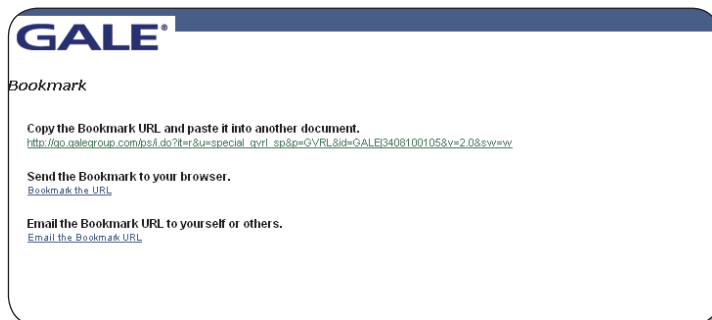 GALE®
Bookmark
Copy the Bookmark URL and paste it into another document.
http://go.galegroup.com/ps/i.do?it=r&u=special_gvrl_sp&p=GVRL&id=GALE|3408100105&v=2.0&sw=w
Send the Bookmark to your browser.
Bookmark the URL
Email the Bookmark URL to yourself or others.
Email the Bookmark URL